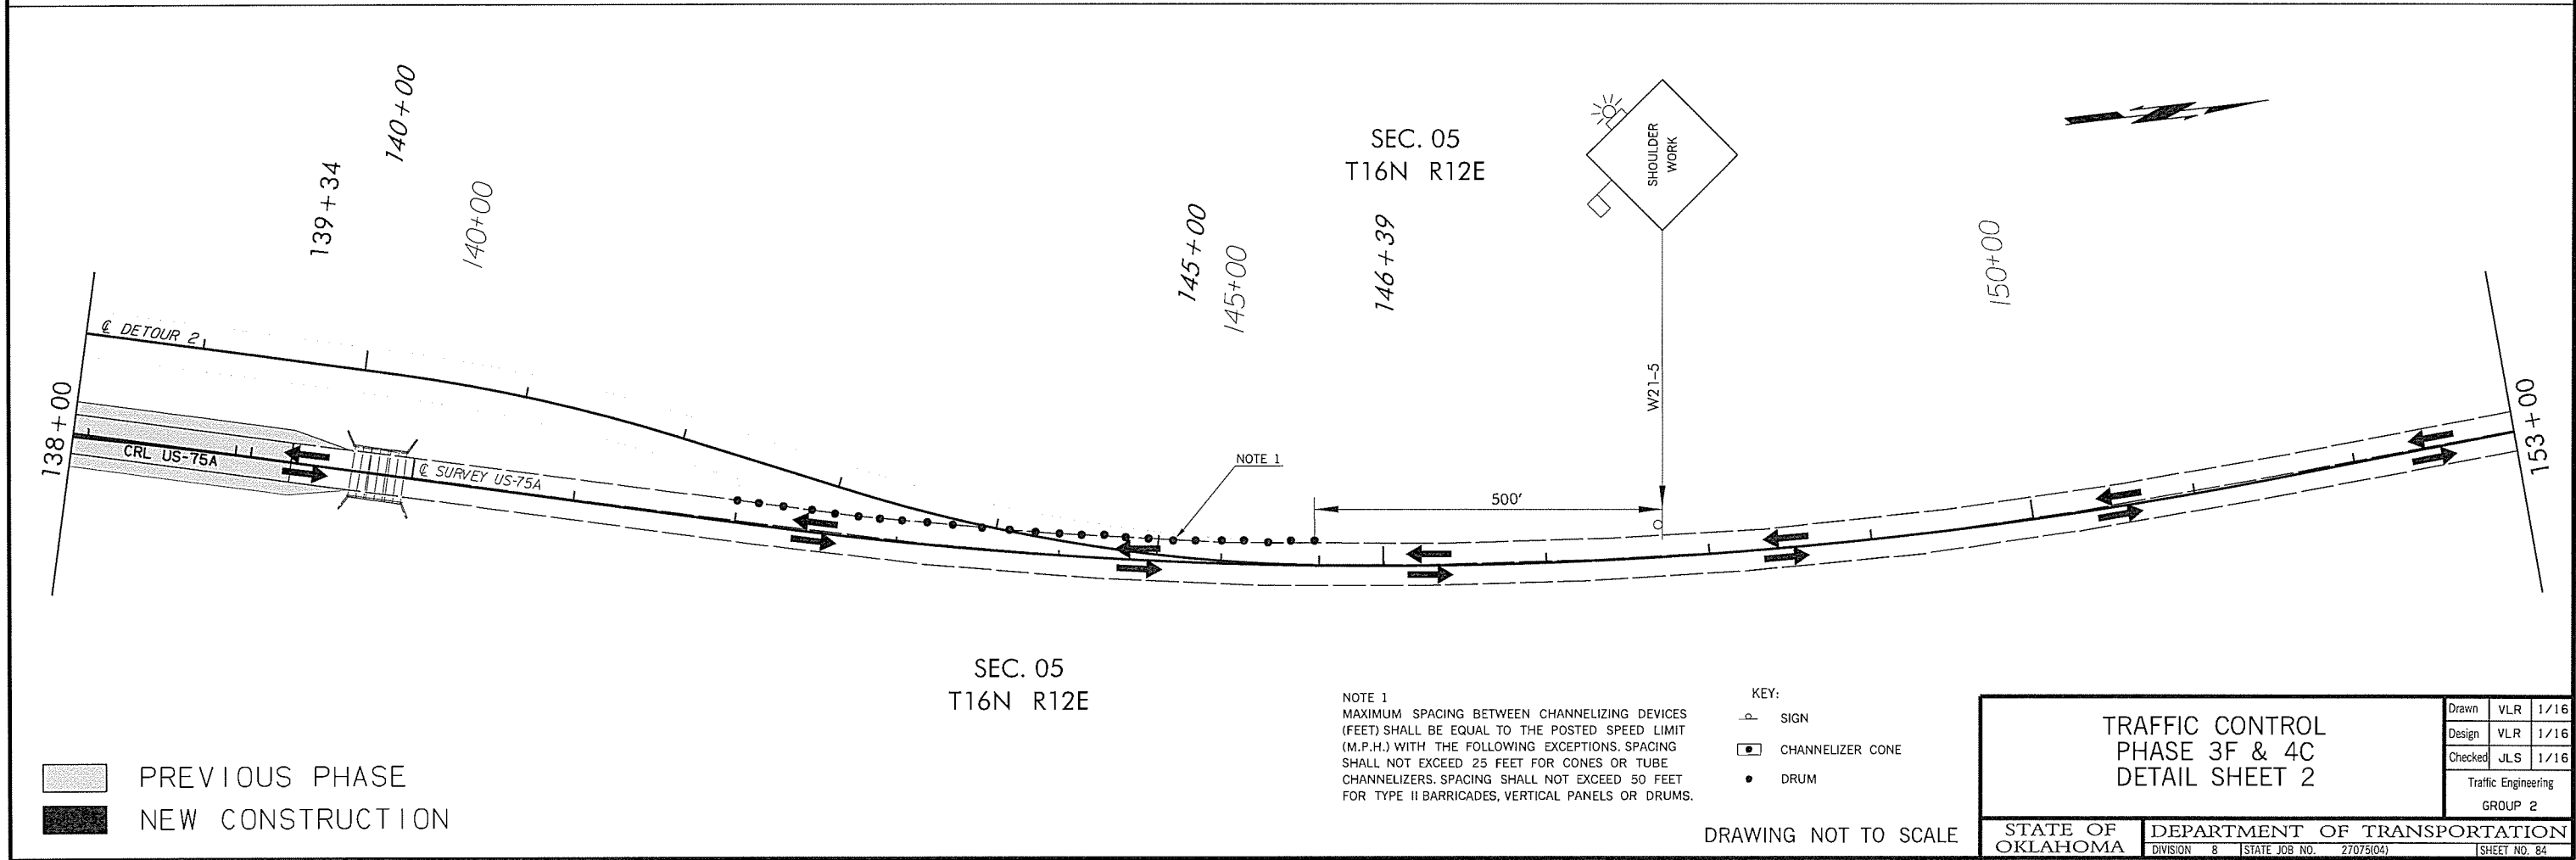 140+00
139+34
140+00
SEC. 05
T16N R12E
SHOULDER
WORK
145+00
145+00
146+39
150+00
℄ DETOUR 2
138+00
CRL US-75A
℄ SURVEY US-75A
NOTE 1
500'
W21-5
153+00
SEC. 05
T16N R12E
PREVIOUS PHASE
NEW CONSTRUCTION
NOTE 1
MAXIMUM SPACING BETWEEN CHANNELIZING DEVICES
(FEET) SHALL BE EQUAL TO THE POSTED SPEED LIMIT
(M.P.H.) WITH THE FOLLOWING EXCEPTIONS. SPACING
SHALL NOT EXCEED 25 FEET FOR CONES OR TUBE
CHANNELIZERS. SPACING SHALL NOT EXCEED 50 FEET
FOR TYPE II BARRICADES, VERTICAL PANELS OR DRUMS.
KEY:
SIGN
CHANNELIZER CONE
DRUM
DRAWING NOT TO SCALE
TRAFFIC CONTROL
PHASE 3F & 4C
DETAIL SHEET 2
Drawn VLR 1/16
Design VLR 1/16
Checked JLS 1/16
Traffic Engineering
GROUP 2
STATE OF
OKLAHOMA
DEPARTMENT OF TRANSPORTATION
DIVISION 8 STATE JOB NO. 27075(04) SHEET NO. 84